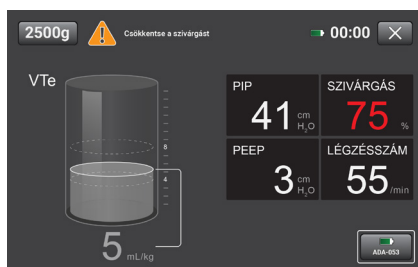 2500g
Csökkentse a szivárgást
00:00
VTe
8
4
5 mL/kg
PIP
41 cm H₂O
SZIVÁRGÁS
75 %
PEEP
3 cm H₂O
LÉGZÉSSZÁM
55 /min
ADA-053